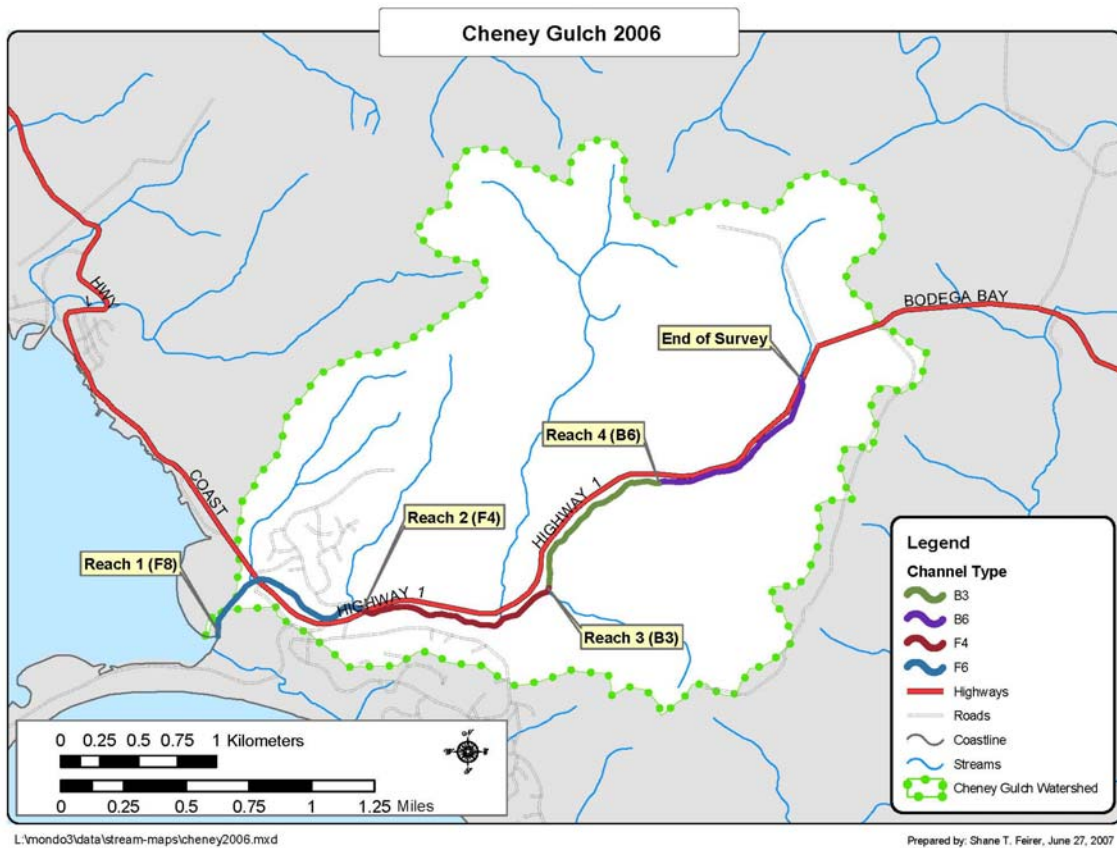 Cheney Gulch 2006
HWY 1
BODEGA BAY
End of Survey
Reach 4 (B6)
HIGHWAY 1
COAST
Reach 2 (F4)
Reach 1 (F8)
HIGHWAY 1
Reach 3 (B3)
Legend
Channel Type
B3
B6
F4
F6
Highways
Roads
Coastline
Streams
Cheney Gulch Watershed
0 0.25 0.5 0.75 1 Kilometers
0 0.25 0.5 0.75 1 1.25 Miles
L:\mondo3\data\stream-maps\cheney2006.mxd
Prepared by: Shane T. Feirer, June 27, 2007